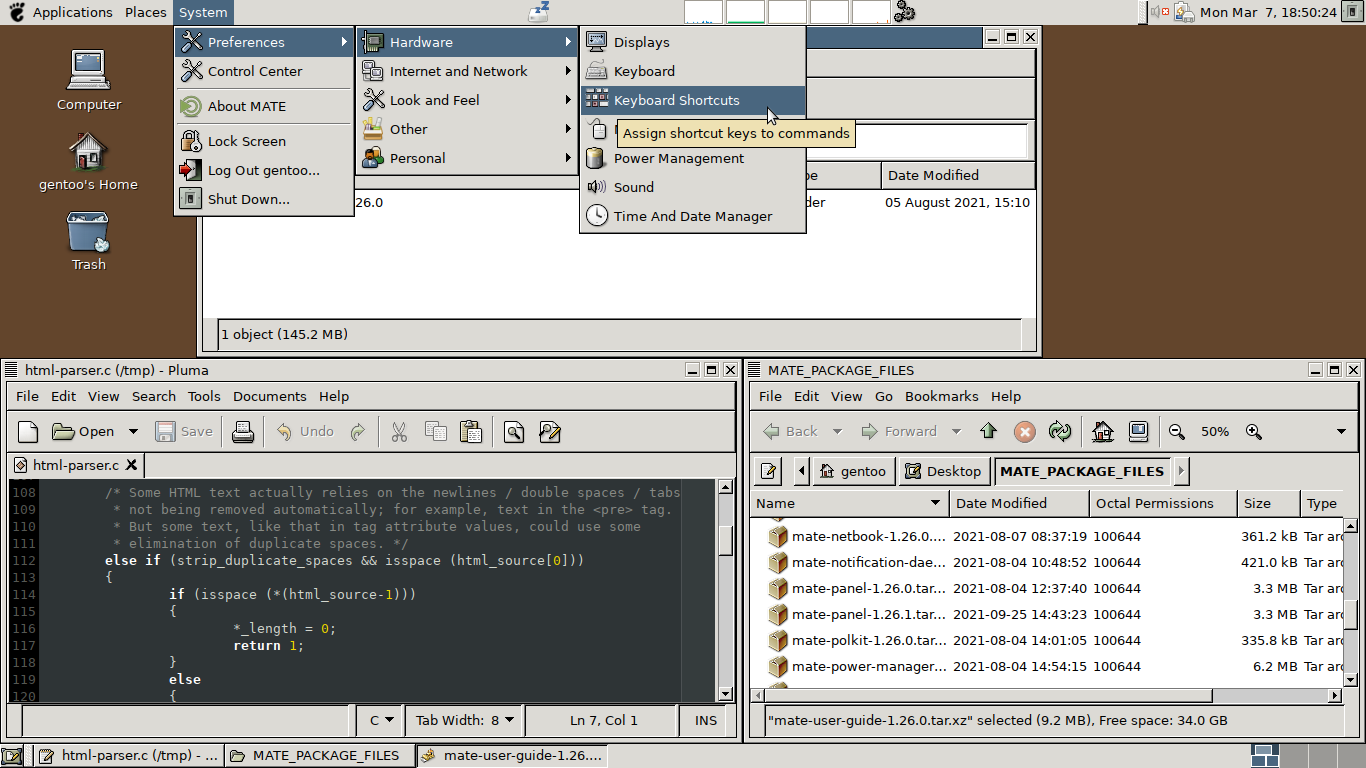 Applications Places System Mon Mar 7, 18:50:24
Computer
gentoo's Home
Trash
Preferences
Control Center
About MATE
Lock Screen
Log Out gentoo...
Shut Down...
Hardware
Internet and Network
Look and Feel
Other
Personal
Displays
Keyboard
Keyboard Shortcuts
Assign shortcut keys to commands
Power Management
Sound
Time And Date Manager
Date Modified
26.0 05 August 2021, 15:10
1 object (145.2 MB)
html-parser.c (/tmp) - Pluma
File Edit View Search Tools Documents Help
Open Save Undo
html-parser.c
108 /* Some HTML text actually relies on the newlines / double spaces / tabs
109 * not being removed automatically; for example, text in the <pre> tag.
110 * But some text, like that in tag attribute values, could use some
111 * elimination of duplicate spaces. */
112 else if (strip_duplicate_spaces && isspace (html_source[0]))
113 {
114 if (isspace (*(html_source-1)))
115 {
116 *_length = 0;
117 return 1;
118 }
119 else
120 {
C Tab Width: 8 Ln 7, Col 1 INS
MATE_PACKAGE_FILES
File Edit View Go Bookmarks Help
Back Forward 50%
gentoo Desktop MATE_PACKAGE_FILES
Name Date Modified Octal Permissions Size Type
mate-netbook-1.26.0.... 2021-08-07 08:37:19 100644 361.2 kB Tar arc
mate-notification-dae... 2021-08-04 10:48:52 100644 421.0 kB Tar arc
mate-panel-1.26.0.tar... 2021-08-04 12:37:40 100644 3.3 MB Tar arc
mate-panel-1.26.1.tar... 2021-09-25 14:43:23 100644 3.3 MB Tar arc
mate-polkit-1.26.0.tar... 2021-08-04 14:01:05 100644 335.8 kB Tar arc
mate-power-manager... 2021-08-04 14:54:15 100644 6.2 MB Tar arc
"mate-user-guide-1.26.0.tar.xz" selected (9.2 MB), Free space: 34.0 GB
html-parser.c (/tmp) - ... MATE_PACKAGE_FILES mate-user-guide-1.26....